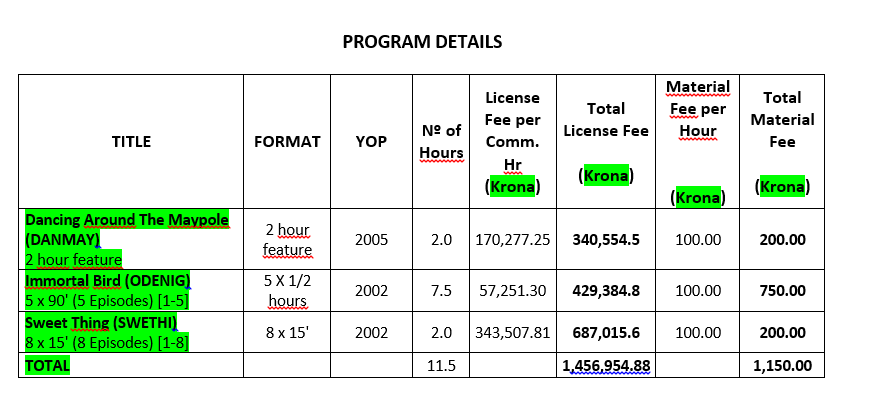 PROGRAM DETAILS
TITLE
FORMAT
YOP
Nº of
Hours
License
Fee per
Comm.
Hr
(Krona)
Total
License Fee
(Krona)
Material
Fee per
Hour
(Krona)
Total
Material
Fee
(Krona)
Dancing Around The Maypole
(DANMAY)
2 hour feature
2 hour
feature
2005
2.0
170,277.25
340,554.5
100.00
200.00
Immortal Bird (ODENIG)
5 x 90' (5 Episodes) [1-5]
5 X 1/2
hours
2002
7.5
57,251.30
429,384.8
100.00
750.00
Sweet Thing (SWETHI)
8 x 15' (8 Episodes) [1-8]
8 x 15'
2002
2.0
343,507.81
687,015.6
100.00
200.00
TOTAL
11.5
1,456,954.88
1,150.00